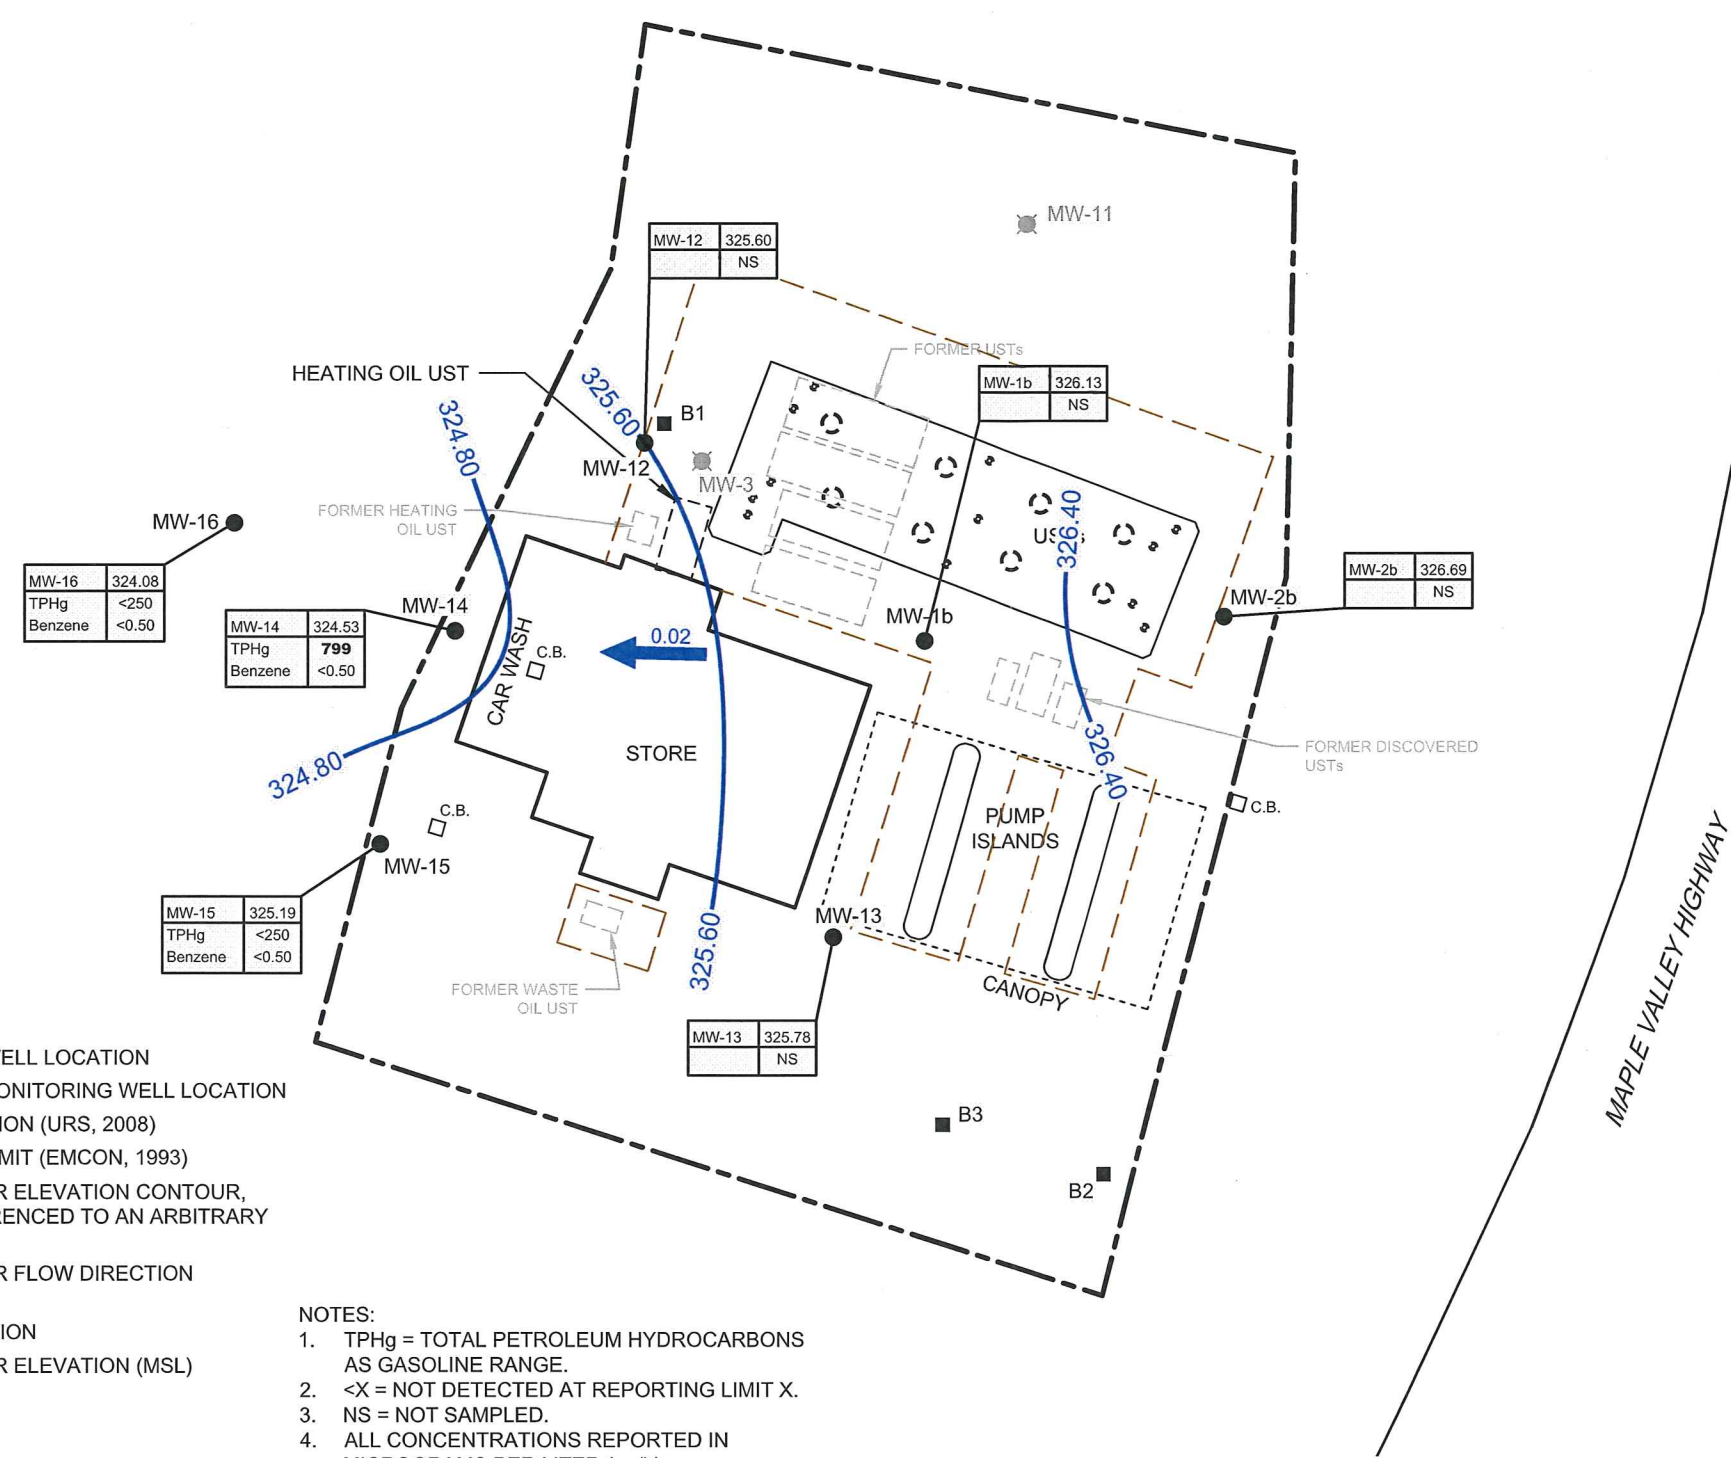 MW-11
MW-12 325.60
NS
FORMER USTs
HEATING OIL UST
MW-1b 326.13
NS
325.60
324.80
B1
MW-12
MW-3
326.40
FORMER HEATING
OIL UST
MW-16
MW-16 324.08
TPHg <250
Benzene <0.50
MW-14
MW-14 324.53
TPHg 799
Benzene <0.50
MW-2b 326.69
NS
MW-2b
MW-1b
0.02
C.B.
CAR WASH
STORE
324.80
326.40
FORMER DISCOVERED
USTs
C.B.
PUMP
ISLANDS
C.B.
MW-15
MW-15 325.19
TPHg <250
Benzene <0.50
MW-13
325.60
CANOPY
FORMER WASTE
OIL UST
MW-13 325.78
NS
MAPLE VALLEY HIGHWAY
B3
B2
WELL LOCATION
MONITORING WELL LOCATION
(URS, 2008)
(EMCON, 1993)
ELEVATION CONTOUR,
TO AN ARBITRARY
FLOW DIRECTION
ELEVATION (MSL)
NOTES:
1. TPHg = TOTAL PETROLEUM HYDROCARBONS
AS GASOLINE RANGE.
2. <X = NOT DETECTED AT REPORTING LIMIT X.
3. NS = NOT SAMPLED.
4. ALL CONCENTRATIONS REPORTED IN